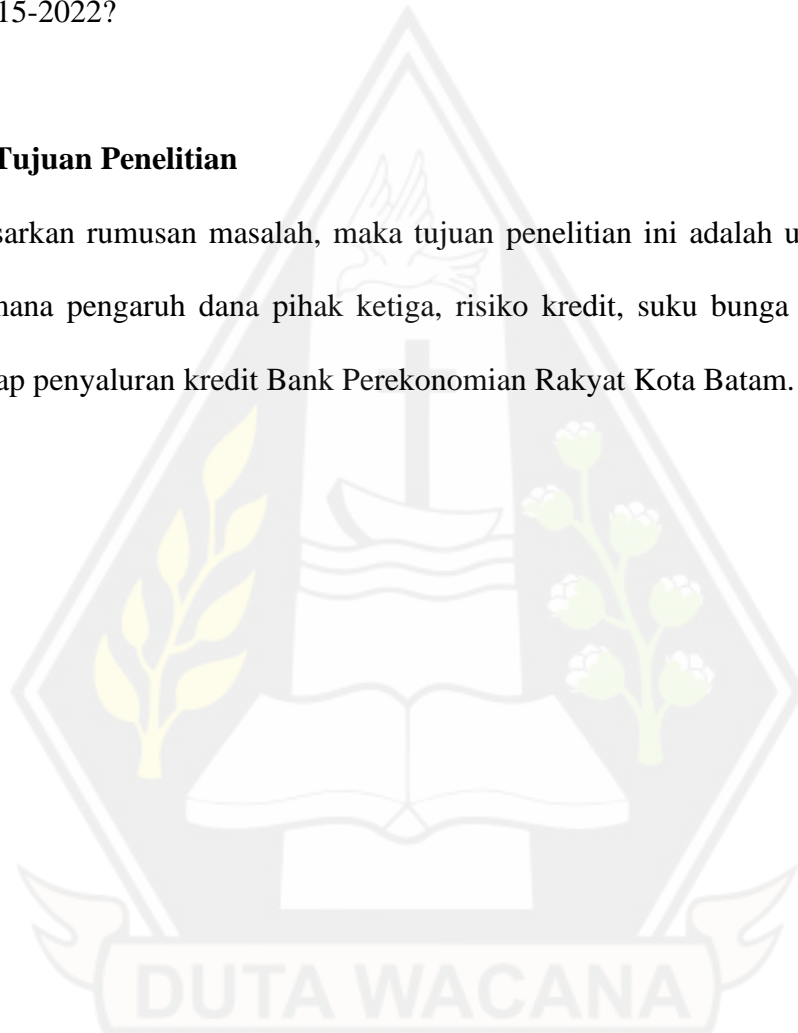 15-2022?
Tujuan Penelitian
sarkan rumusan masalah, maka tujuan penelitian ini adalah u
nana pengaruh dana pihak ketiga, risiko kredit, suku bunga
ap penyaluran kredit Bank Perekonomian Rakyat Kota Batam.
DUTA WACANA